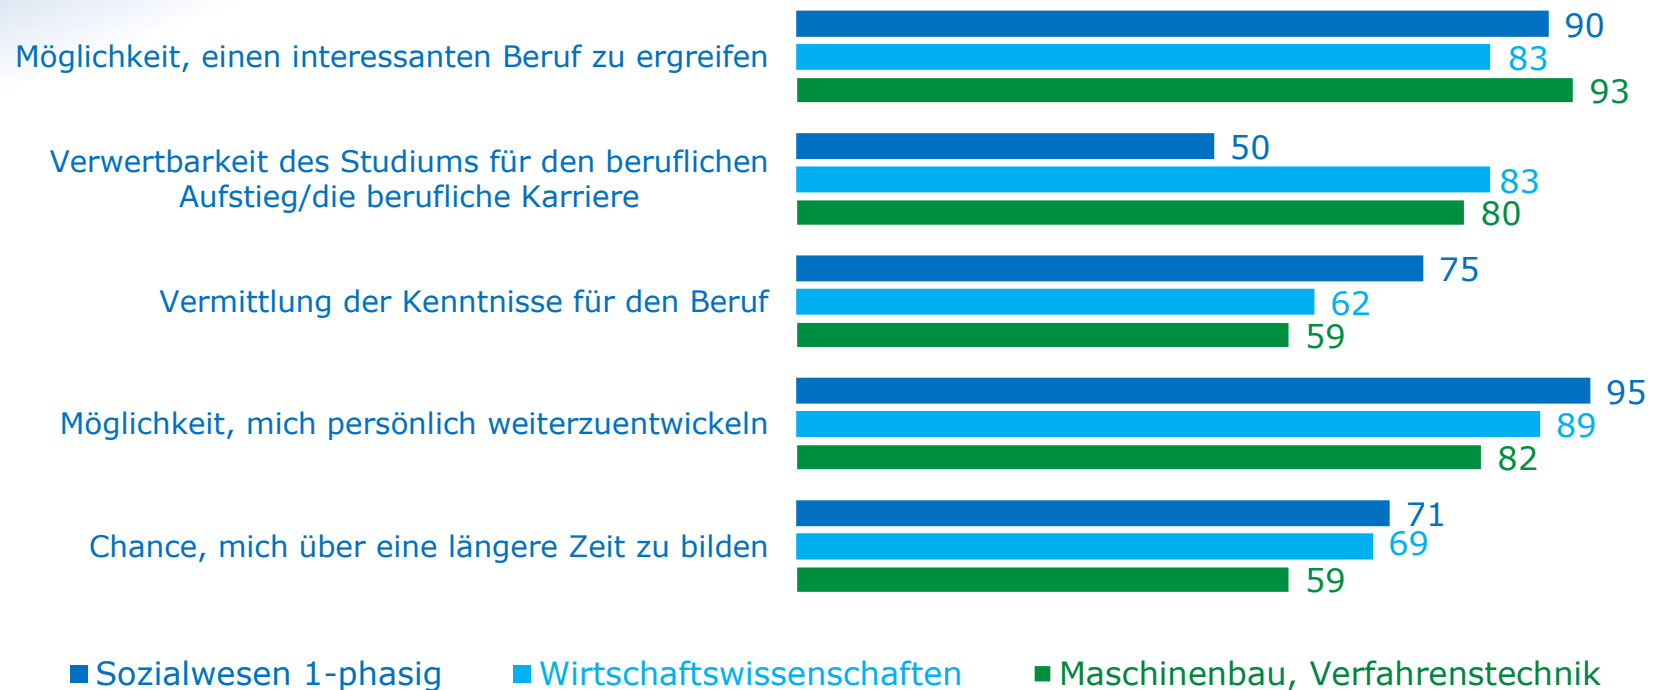 90
Möglichkeit, einen interessanten Beruf zu ergreifen
83
93
Verwertbarkeit des Studiums für den beruflichen
Aufstieg/die berufliche Karriere
50
83
80
75
Vermittlung der Kenntnisse für den Beruf
62
59
95
Möglichkeit, mich persönlich weiterzuentwickeln
89
82
71
Chance, mich über eine längere Zeit zu bilden
69
59
Sozialwesen 1-phasig Wirtschaftswissenschaften Maschinenbau, Verfahrenstechnik